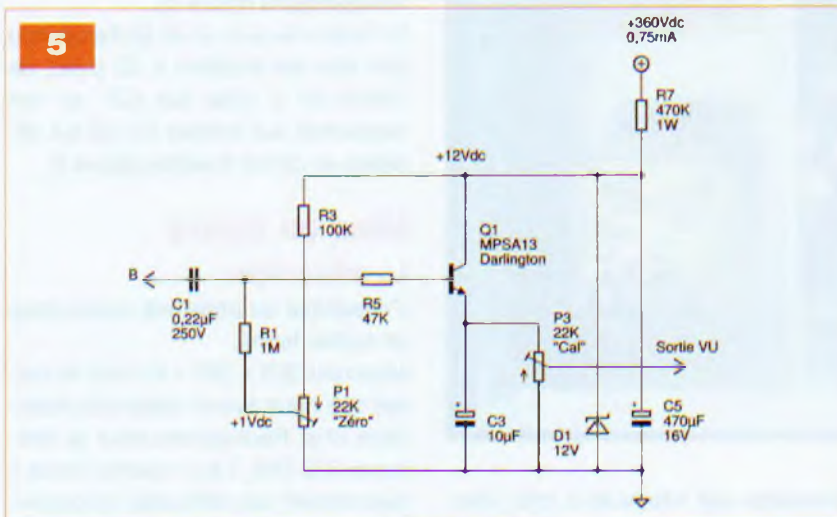 5
+360Vdc
0,75mA
R7
470K
1W
+12Vdc
R3
100K
Q1
MPSA13
Darlington
B
C1
0,22µF
250V
R5
47K
R1
1M
P3
22K
"Cal"
Sortie VU
P1
22K
"Zéro"
+1Vdc
C3
10µF
D1
12V
+
C5
470µF
16V